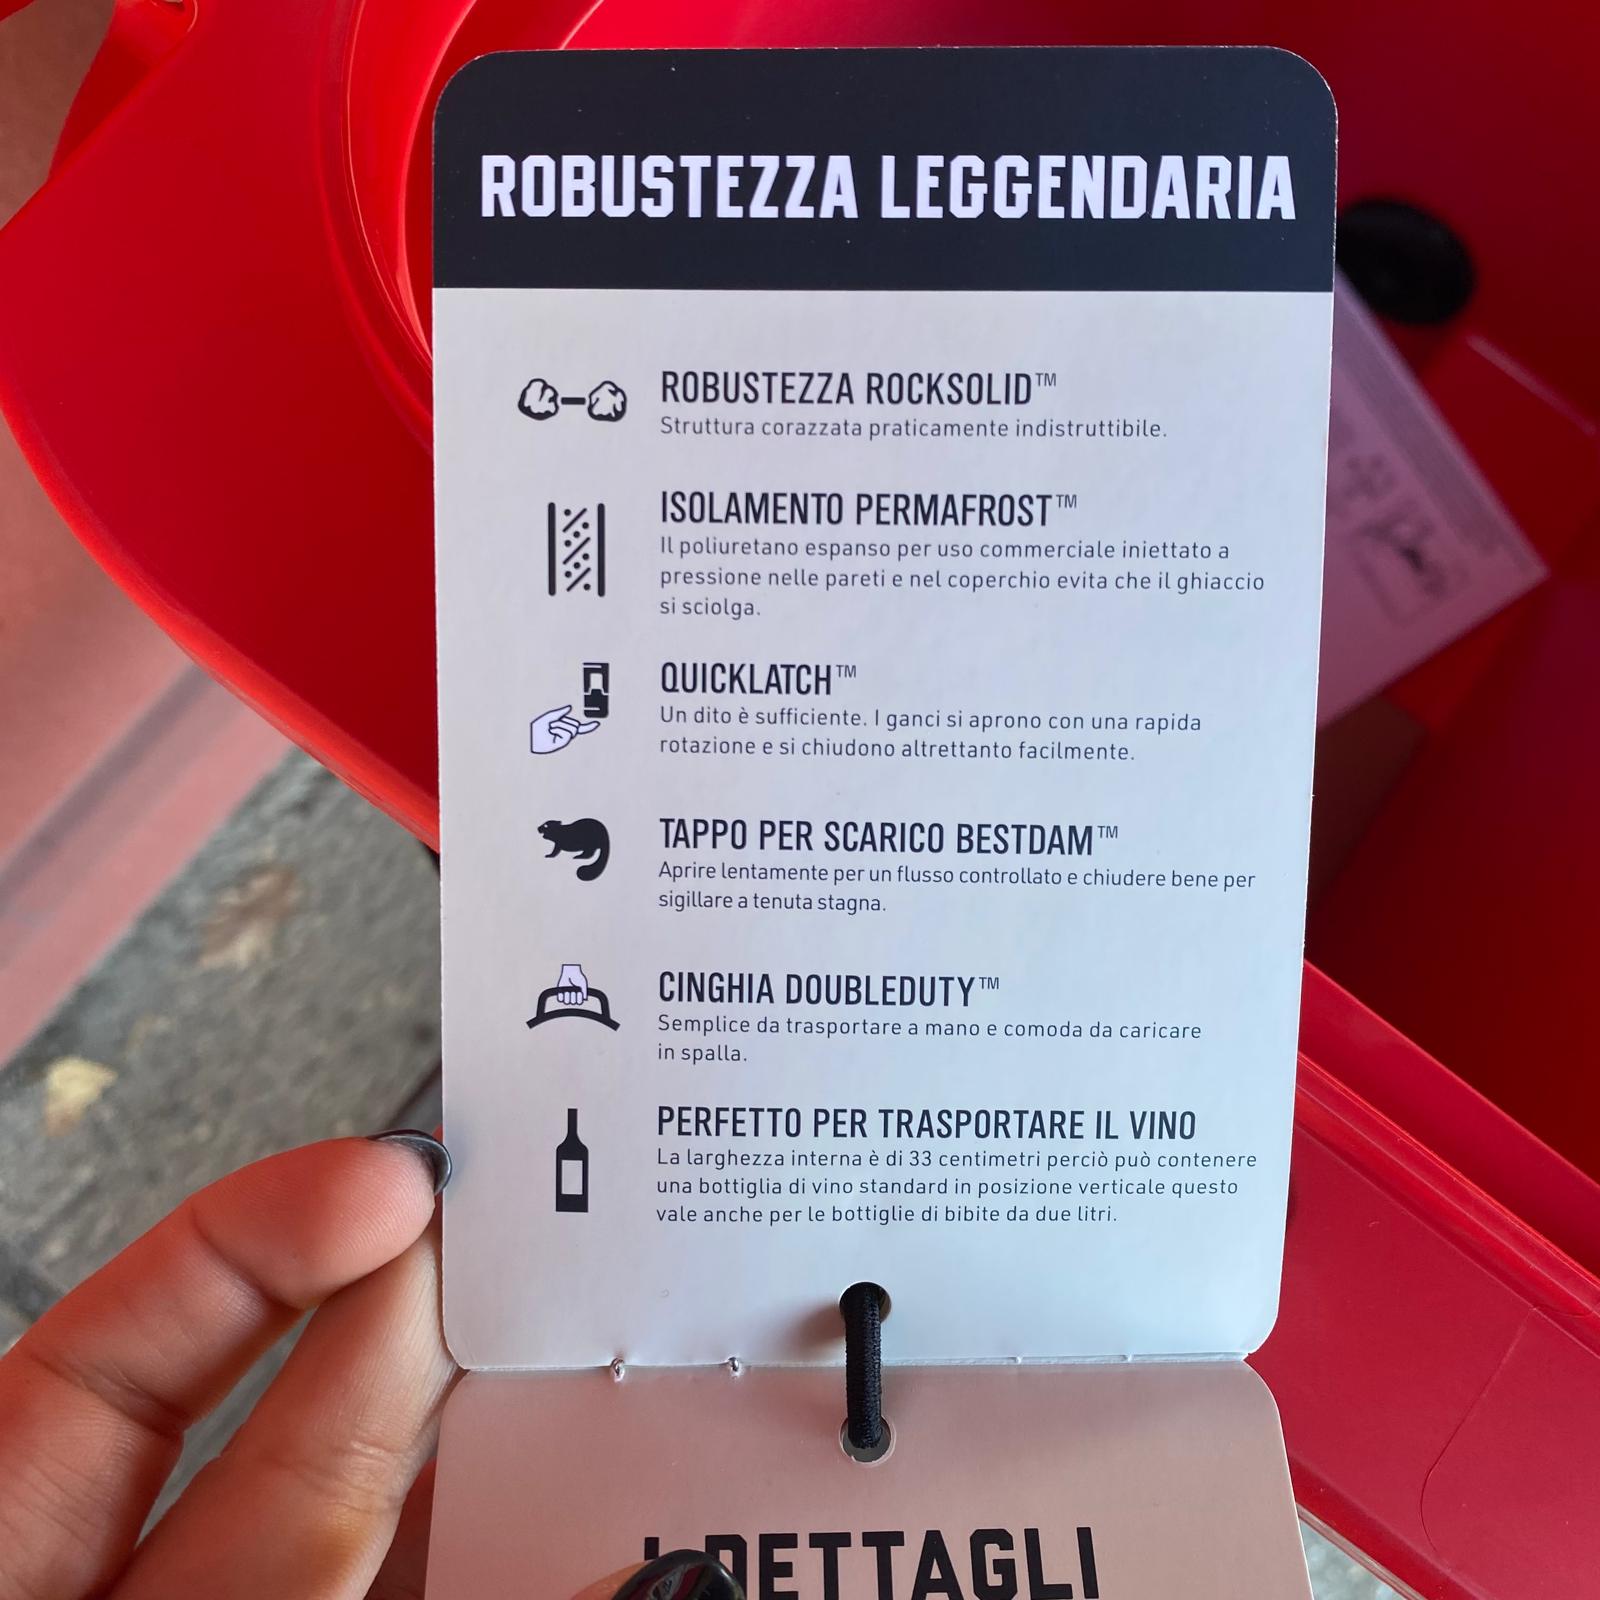 ROBUSTEZZA LEGGENDARIA
ROBUSTEZZA ROCKSOLID™
Struttura corazzata praticamente indistruttibile.
ISOLAMENTO PERMAFROST™
Il poliuretano espanso per uso commerciale iniettato a
pressione nelle pareti e nel coperchio evita che il ghiaccio
si sciolga.
QUICKLATCH™
Un dito è sufficiente. I ganci si aprono con una rapida
rotazione e si chiudono altrettanto facilmente.
TAPPO PER SCARICO BESTDAM™
Aprire lentamente per un flusso controllato e chiudere bene per
sigillare a tenuta stagna.
CINGHIA DOUBLEDUTY™
Semplice da trasportare a mano e comoda da caricare
in spalla.
PERFETTO PER TRASPORTARE IL VINO
La larghezza interna è di 33 centimetri perciò può contenere
una bottiglia di vino standard in posizione verticale questo
vale anche per le bottiglie di bibite da due litri.
I DETTAGLI